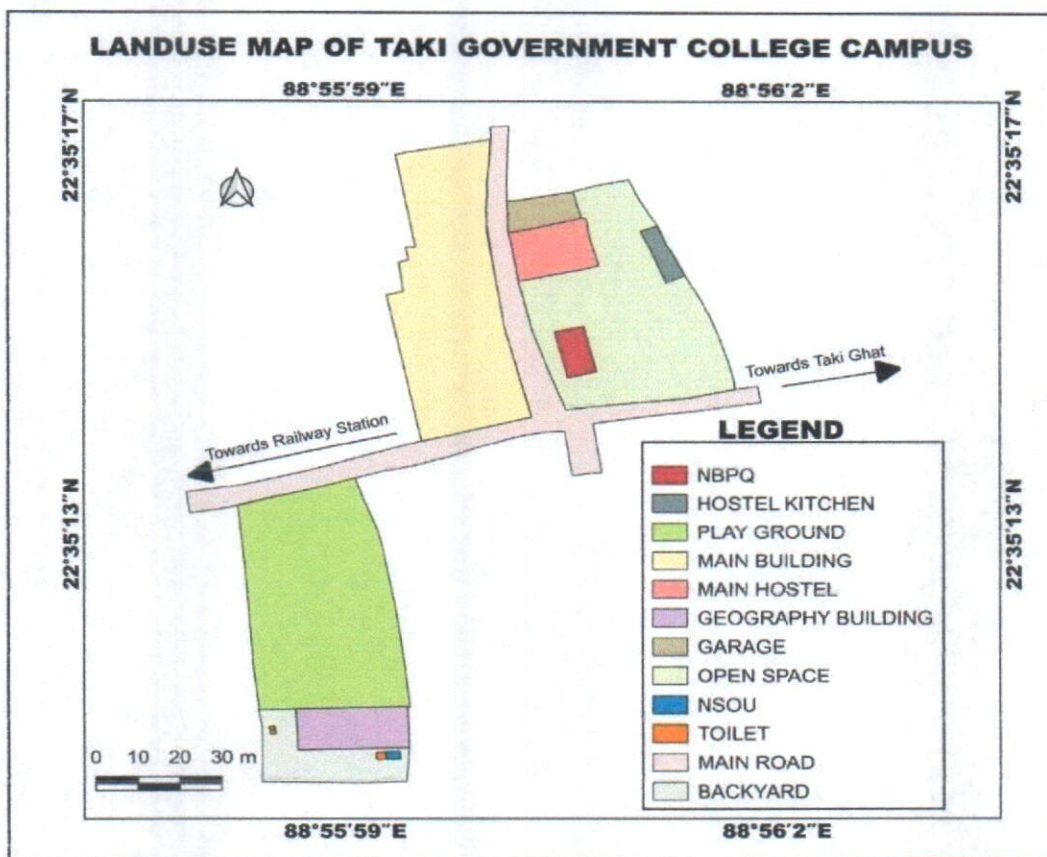 LANDUSE MAP OF TAKI GOVERNMENT COLLEGE CAMPUS
88°55'59"E 88°56'2"E
22°35'17"N 22°35'17"N
Towards Taki Ghat
Towards Railway Station
22°35'13"N 22°35'13"N
LEGEND
NBPQ
HOSTEL KITCHEN
PLAY GROUND
MAIN BUILDING
MAIN HOSTEL
GEOGRAPHY BUILDING
GARAGE
OPEN SPACE
NSOU
TOILET
MAIN ROAD
BACKYARD
0 10 20 30 m
88°55'59"E 88°56'2"E